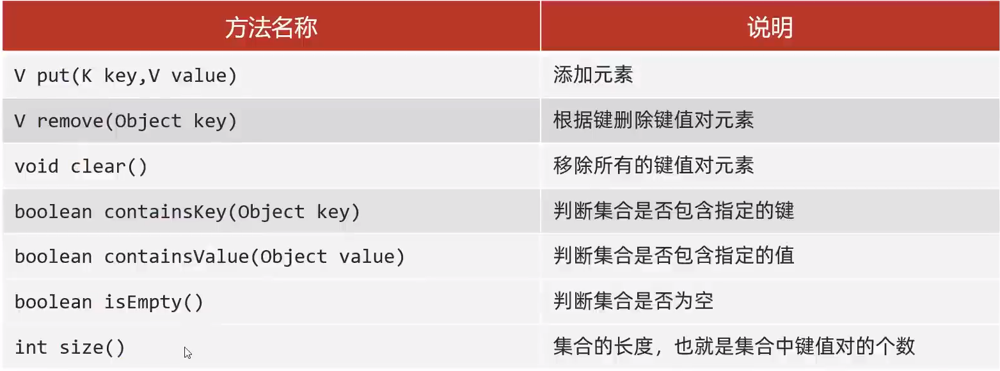 方法名称 说明
V put(K key,V value) 添加元素
V remove(Object key) 根据键删除键值对元素
void clear() 移除所有的键值对元素
boolean containsKey(Object key) 判断集合是否包含指定的键
boolean containsValue(Object value) 判断集合是否包含指定的值
boolean isEmpty() 判断集合是否为空
int size() 集合的长度，也就是集合中键值对的个数